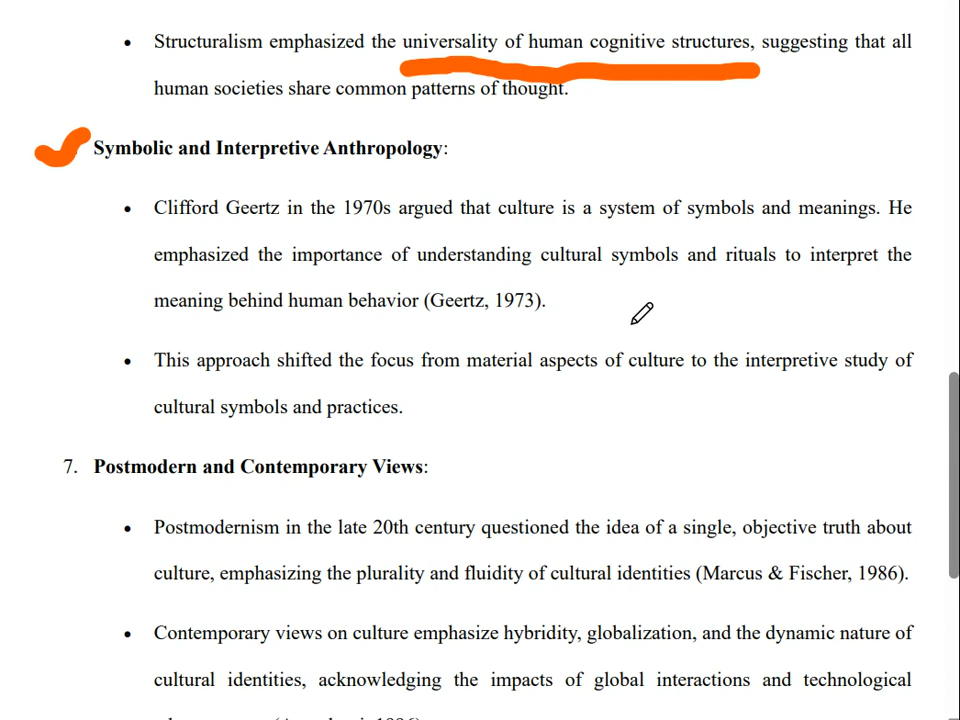 • Structuralism emphasized the universality of human cognitive structures, suggesting that all
human societies share common patterns of thought.
Symbolic and Interpretive Anthropology:
• Clifford Geertz in the 1970s argued that culture is a system of symbols and meanings. He
emphasized the importance of understanding cultural symbols and rituals to interpret the
meaning behind human behavior (Geertz, 1973).
• This approach shifted the focus from material aspects of culture to the interpretive study of
cultural symbols and practices.
7. Postmodern and Contemporary Views:
• Postmodernism in the late 20th century questioned the idea of a single, objective truth about
culture, emphasizing the plurality and fluidity of cultural identities (Marcus & Fischer, 1986).
• Contemporary views on culture emphasize hybridity, globalization, and the dynamic nature of
cultural identities, acknowledging the impacts of global interactions and technological